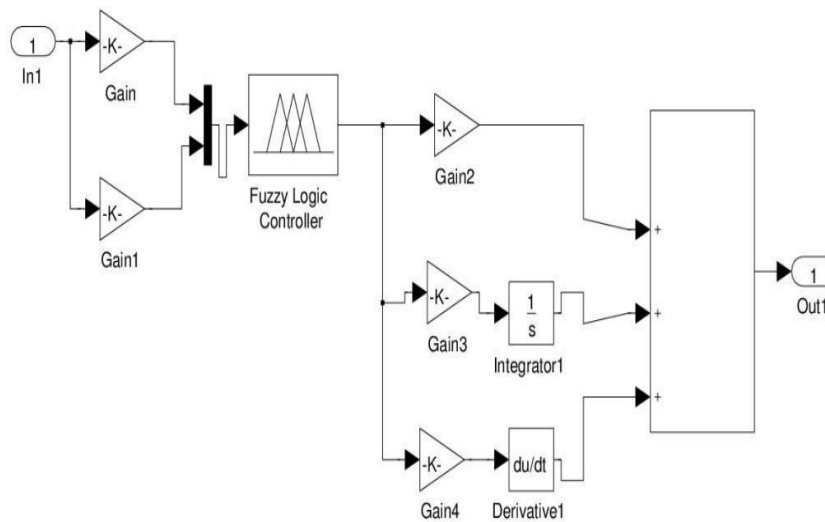 1
In1
-K-
Gain
-K-
Gain1
Fuzzy Logic
Controller
-K-
Gain2
-K-
Gain3
1
s
Integrator1
-K-
Gain4
du/dt
Derivative1
+
+
+
1
Out1